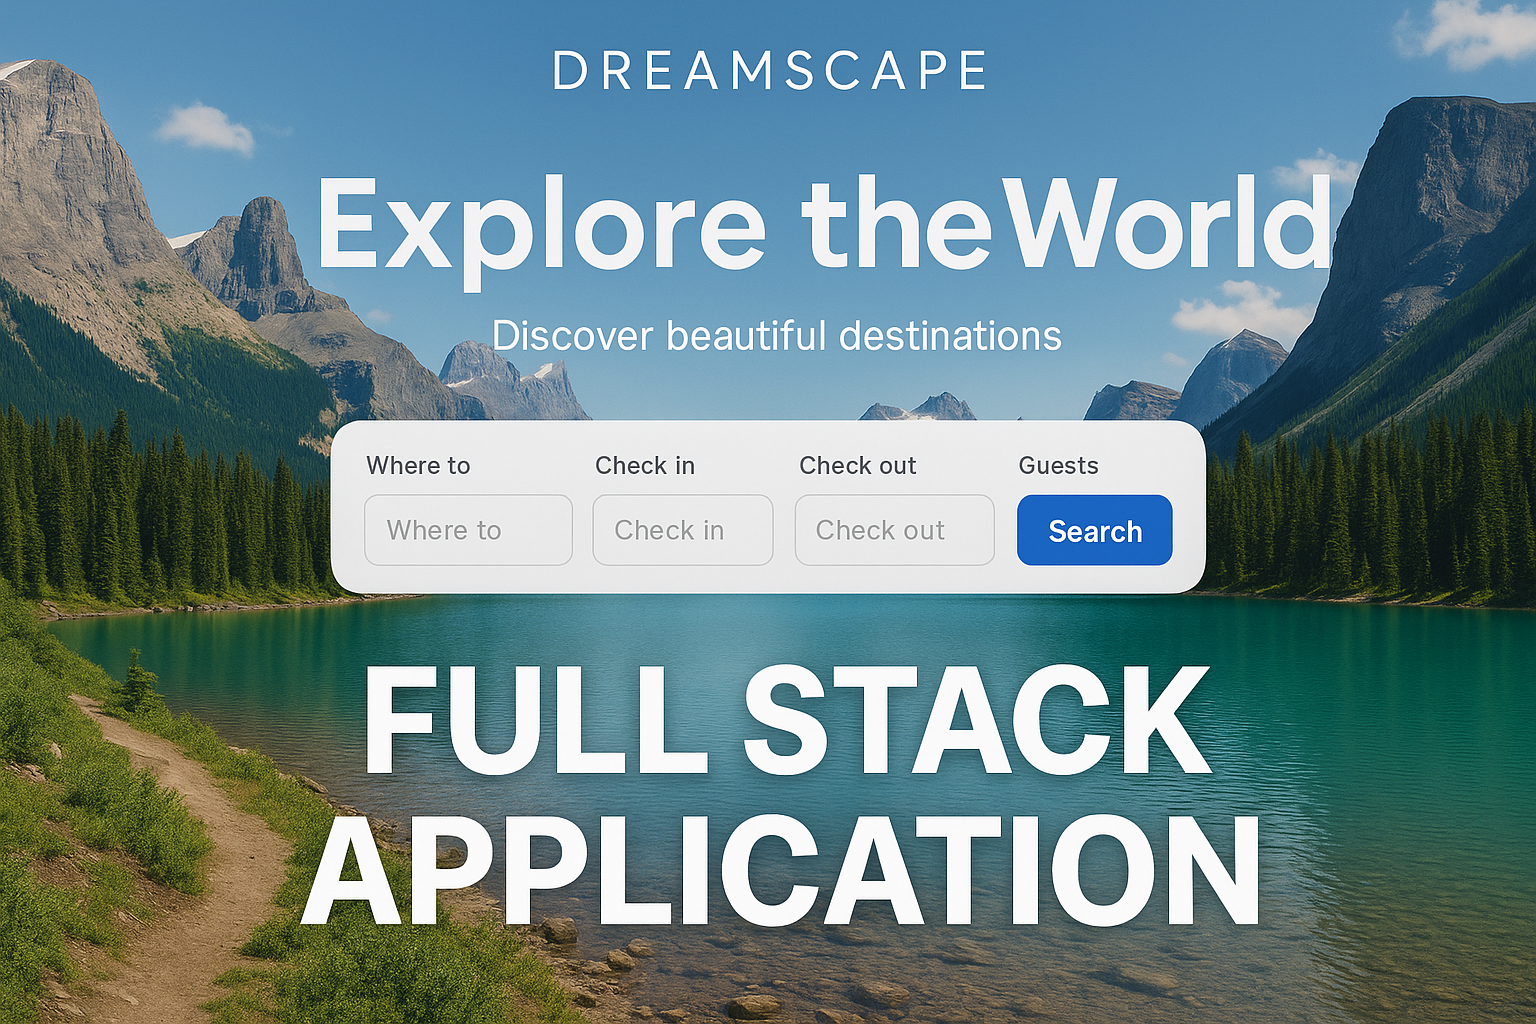 DREAMSCAPE
Explore the World
Discover beautiful destinations
Where to Check in Check out Guests
Where to Check in Check out Search
FULL STACK
APPLICATION